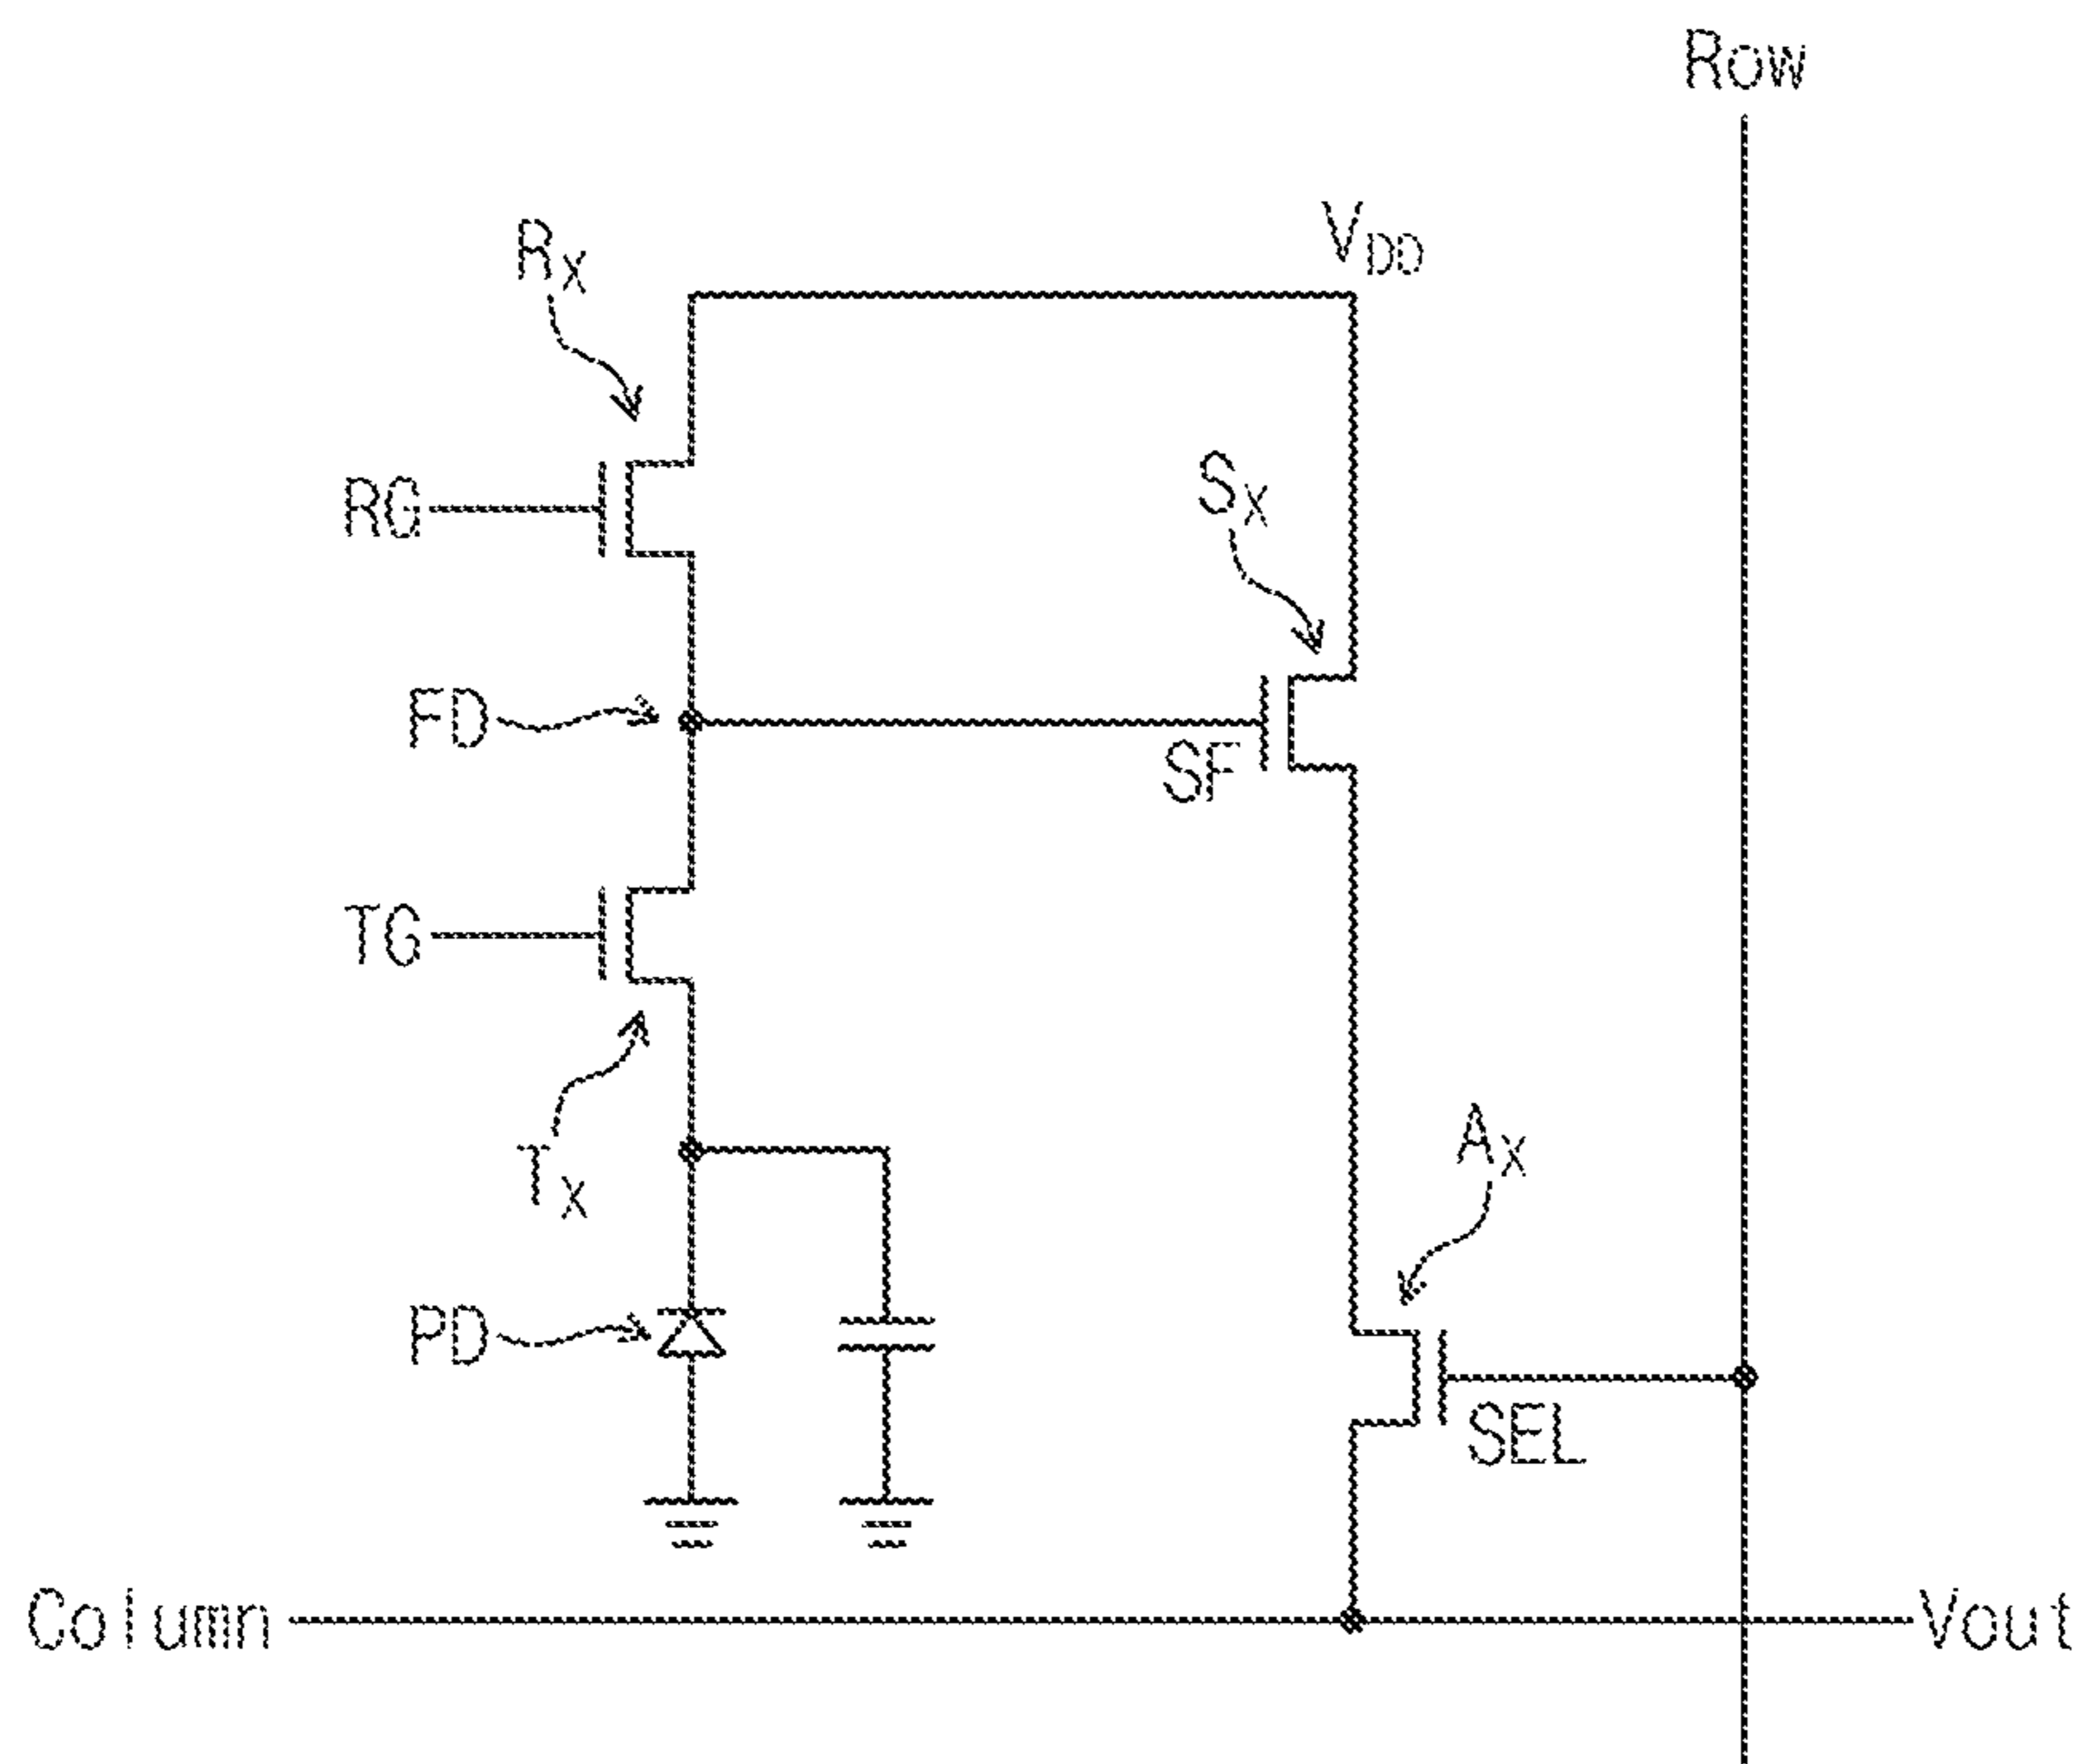 Row
VDD
RX
SX
RG
FD
SF
TG
TX
AX
PD
SEL
Column
Vout